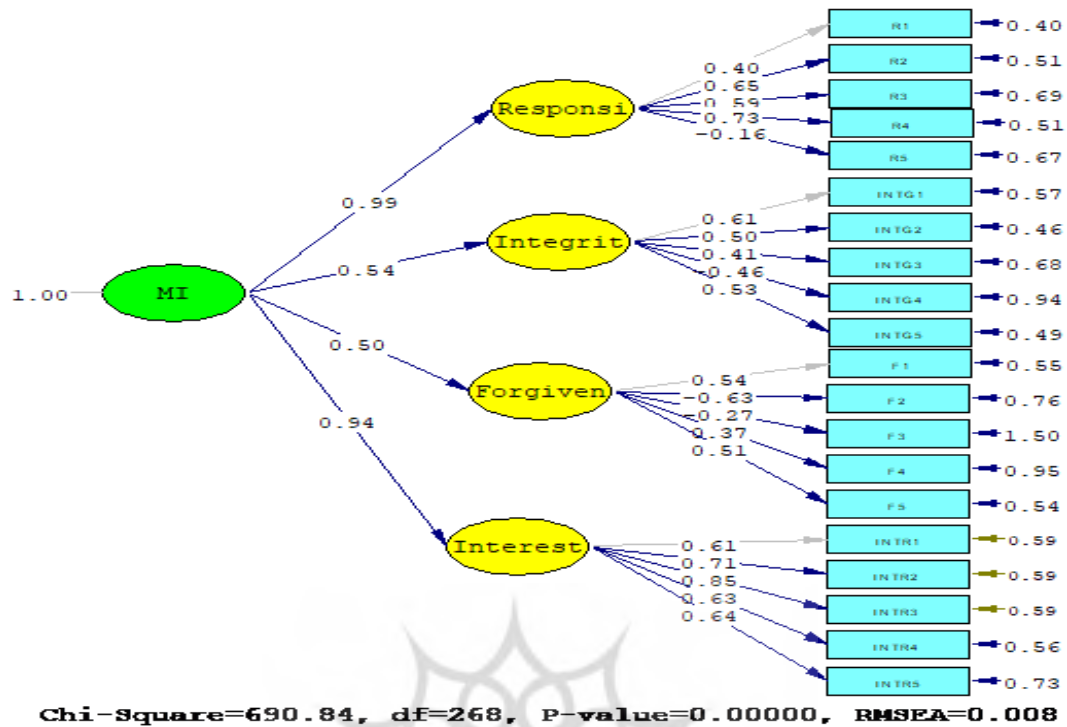 R1 0.40
0.40
R2 0.51
0.65
R3 0.69
0.59
Responsi
0.73
R4 0.51
-0.16
R5 0.67
0.99
INTG1 0.57
0.61
INTG2 0.46
0.50
Integrit
0.41
INTG3 0.68
0.54
-0.46
INTG4 0.94
0.53
1.00 MI
INTG5 0.49
0.50
F1 0.55
0.54
Forgiven
-0.63
F2 0.76
-0.27
0.94
F3 1.50
0.37
0.51
F4 0.95
F5 0.54
INTR1 0.59
Interest
0.61
0.71
INTR2 0.59
0.85
INTR3 0.59
0.63
0.64
INTR4 0.56
INTR5 0.73
Chi-Square=690.84, df=268, P-value=0.00000, RMSEA=0.008